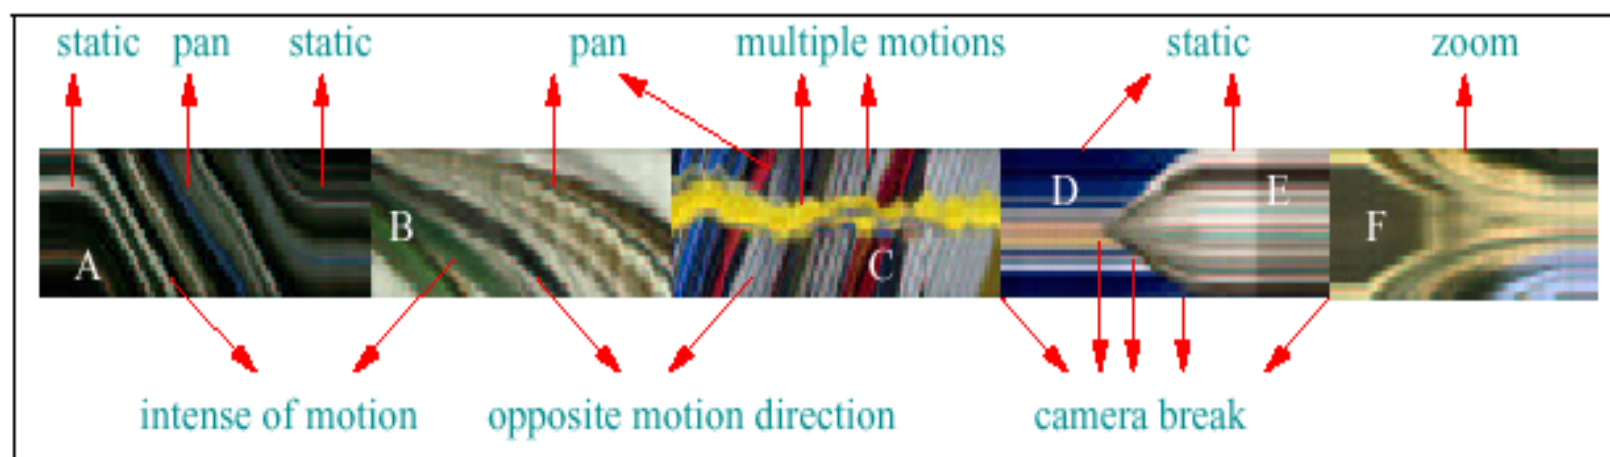 static pan static pan multiple motions static zoom
A B C D E F
intense of motion opposite motion direction camera break